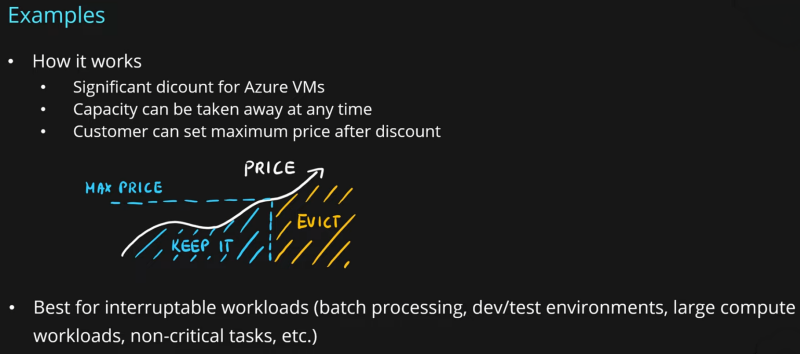 Examples
• How it works
• Significant dicount for Azure VMs
• Capacity can be taken away at any time
• Customer can set maximum price after discount
PRICE
MAX PRICE
EVICT
KEEP IT
• Best for interruptable workloads (batch processing, dev/test environments, large compute
workloads, non-critical tasks, etc.)